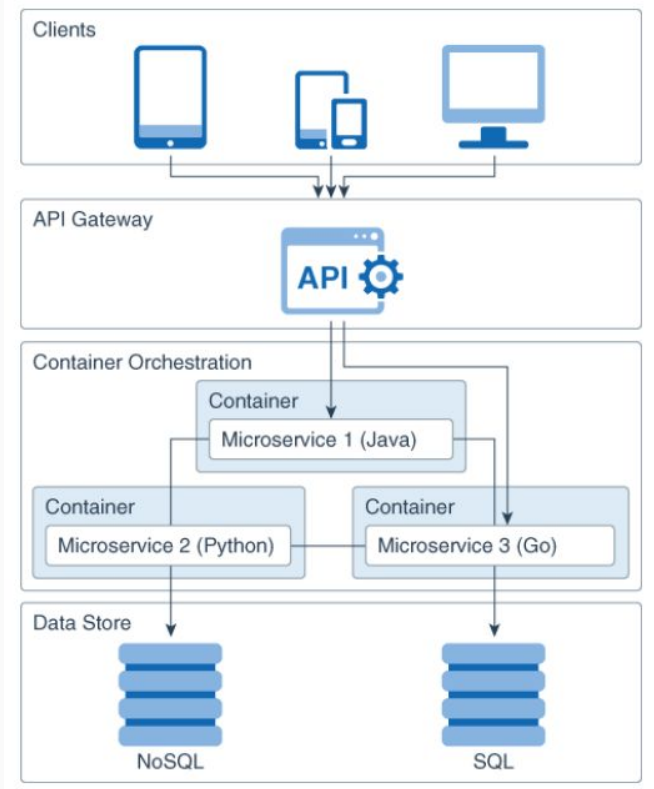 Clients
API Gateway
API
Container Orchestration
Container
Microservice 1 (Java)
Container
Microservice 2 (Python)
Container
Microservice 3 (Go)
Data Store
NoSQL
SQL